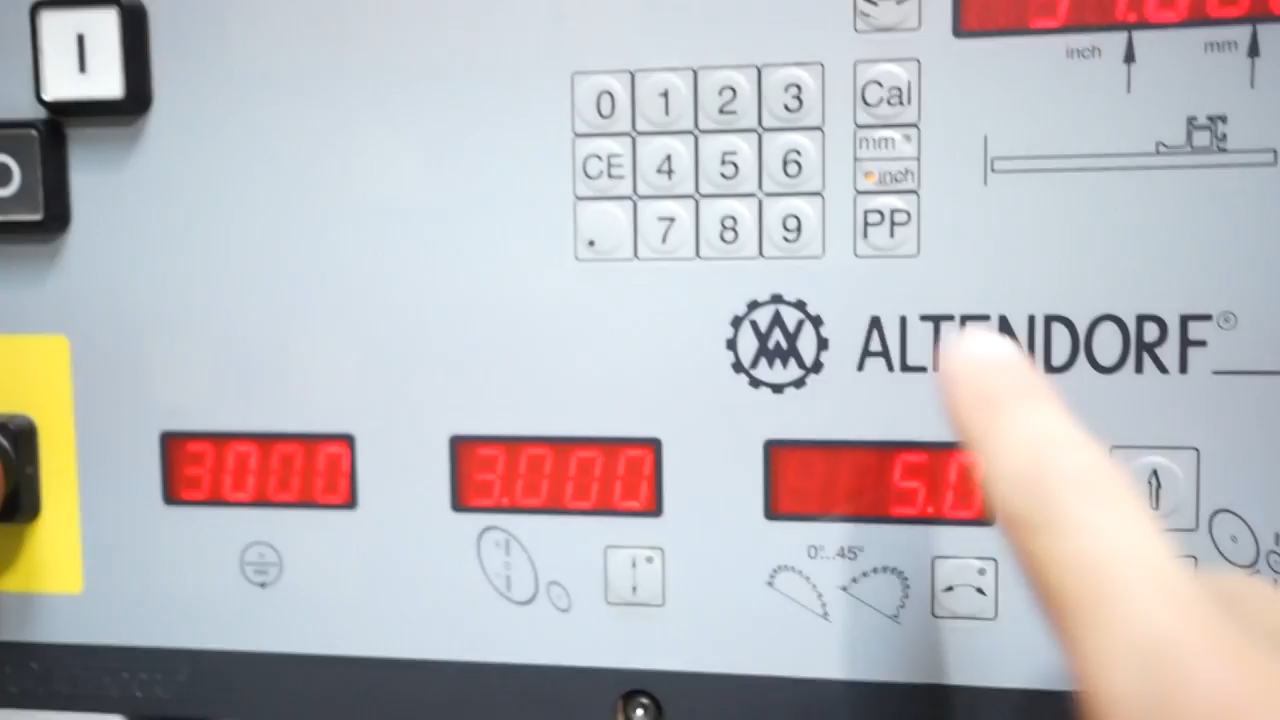 I
inch
mm
0 1 2 3
Cal
mm
CE 4 5 6
inch
. 7 8 9
PP
ALTENDORF®
3000
3.000
5.0
0°...45°